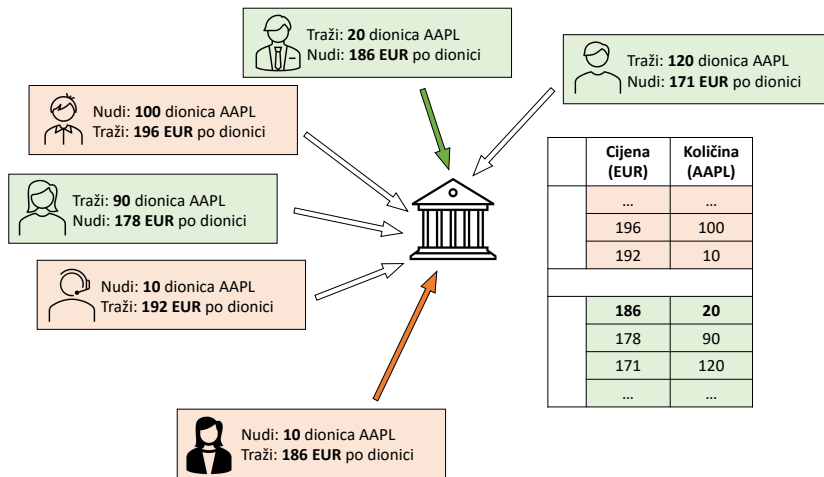 Traži: 20 dionica AAPL
Nudi: 186 EUR po dionici
Traži: 120 dionica AAPL
Nudi: 171 EUR po dionici
Nudi: 100 dionica AAPL
Traži: 196 EUR po dionici
Traži: 90 dionica AAPL
Nudi: 178 EUR po dionici
Nudi: 10 dionica AAPL
Traži: 192 EUR po dionici
Nudi: 10 dionica AAPL
Traži: 186 EUR po dionici
Cijena (EUR) Količina (AAPL)
... ...
196 100
192 10
186 20
178 90
171 120
... ...